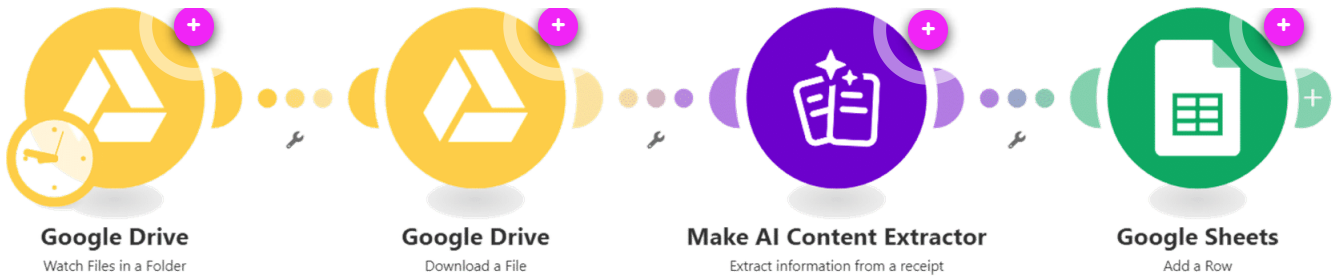 Google Drive
Watch Files in a Folder
Google Drive
Download a File
Make AI Content Extractor
Extract information from a receipt
Google Sheets
Add a Row